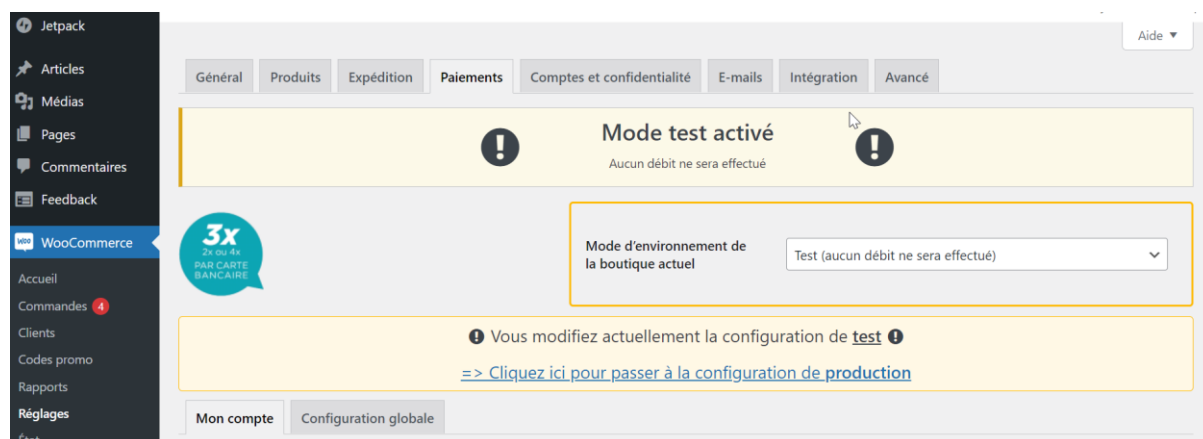 Jetpack
Articles
Médias
Pages
Commentaires
Feedback
Woo WooCommerce
Accueil
Commandes 4
Clients
Codes promo
Rapports
Réglages
État
Aide ▼
Général Produits Expédition Paiements Comptes et confidentialité E-mails Intégration Avancé
Mode test activé
Aucun débit ne sera effectué
3x
2x ou 4x
PAR CARTE
BANCAIRE
Mode d’environnement de
la boutique actuel
Test (aucun débit ne sera effectué)
Vous modifiez actuellement la configuration de test
=> Cliquez ici pour passer à la configuration de production
Mon compte Configuration globale